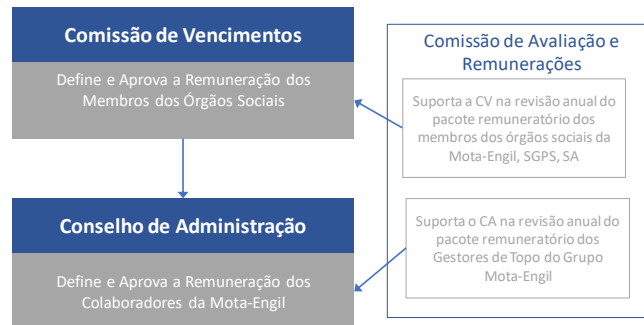 Comissão de Vencimentos
Define e Aprova a Remuneração dos
Membros dos Órgãos Sociais
Conselho de Administração
Define e Aprova a Remuneração dos
Colaboradores da Mota-Engil
Comissão de Avaliação e
Remunerações
Suporta a CV na revisão anual do
pacote remuneratório dos
membros dos órgãos sociais da
Mota-Engil, SGPS, SA
Suporta o CA na revisão anual do
pacote remuneratório dos
Gestores de Topo do Grupo
Mota-Engil